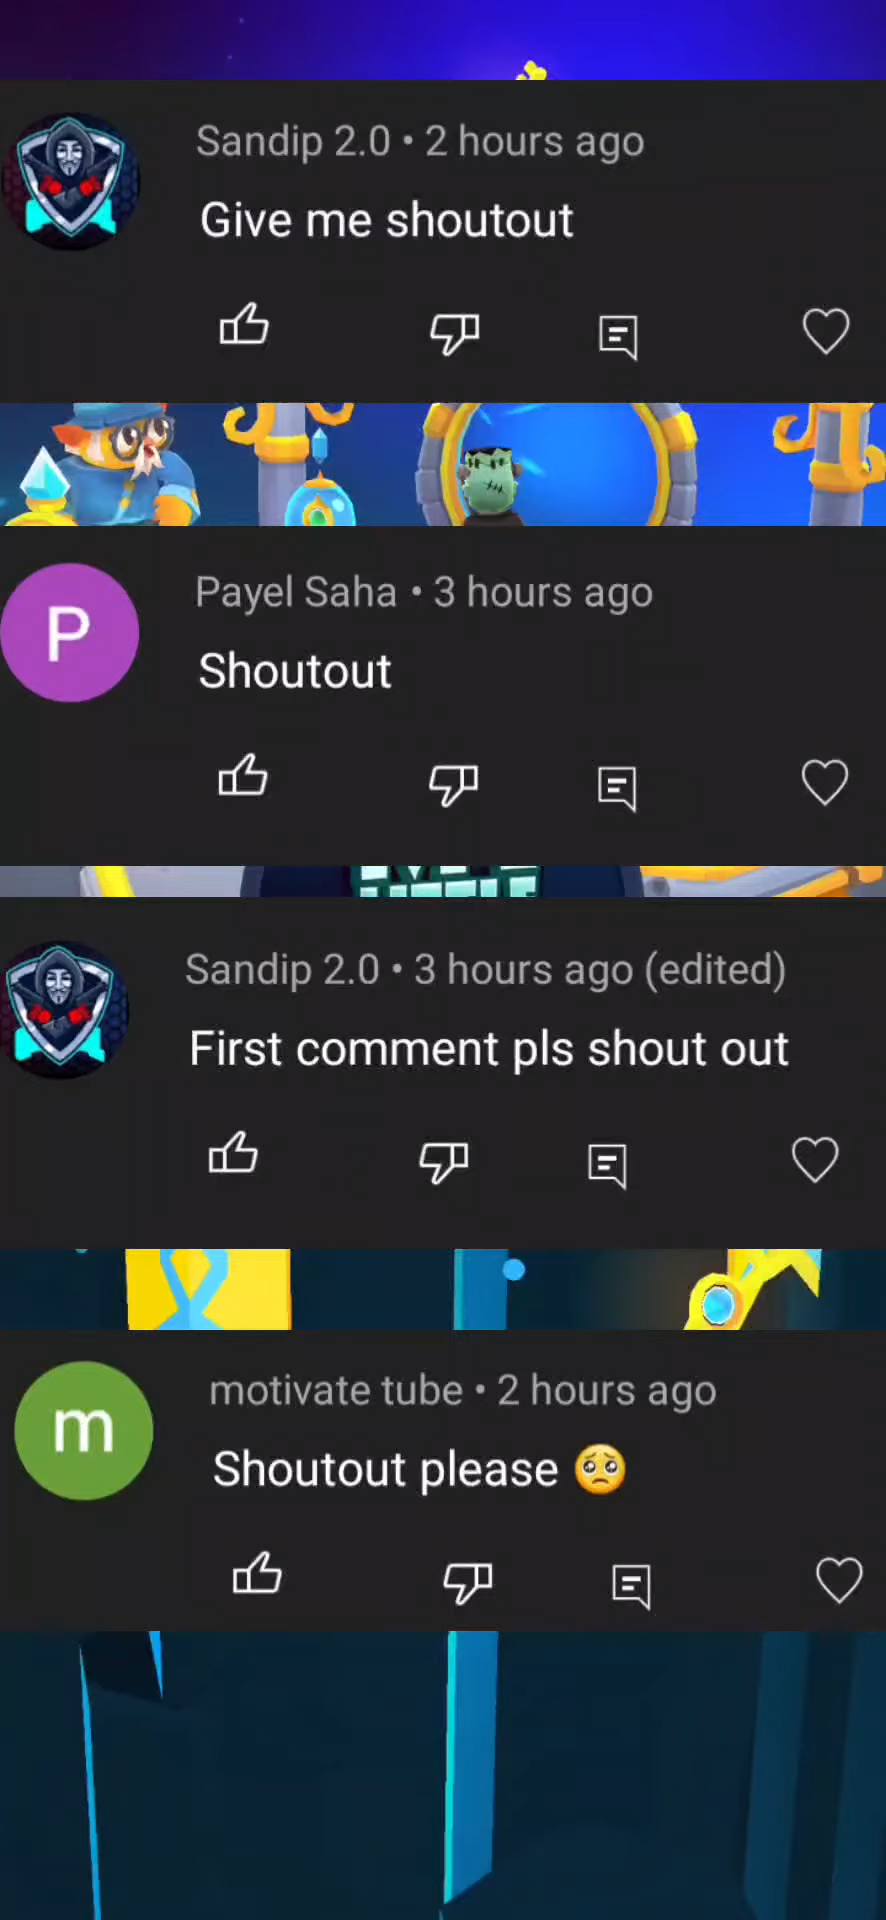 Sandip 2.0 • 2 hours ago
Give me shoutout
P
Payel Saha • 3 hours ago
Shoutout
Sandip 2.0 • 3 hours ago (edited)
First comment pls shout out
m
motivate tube • 2 hours ago
Shoutout please 🥺